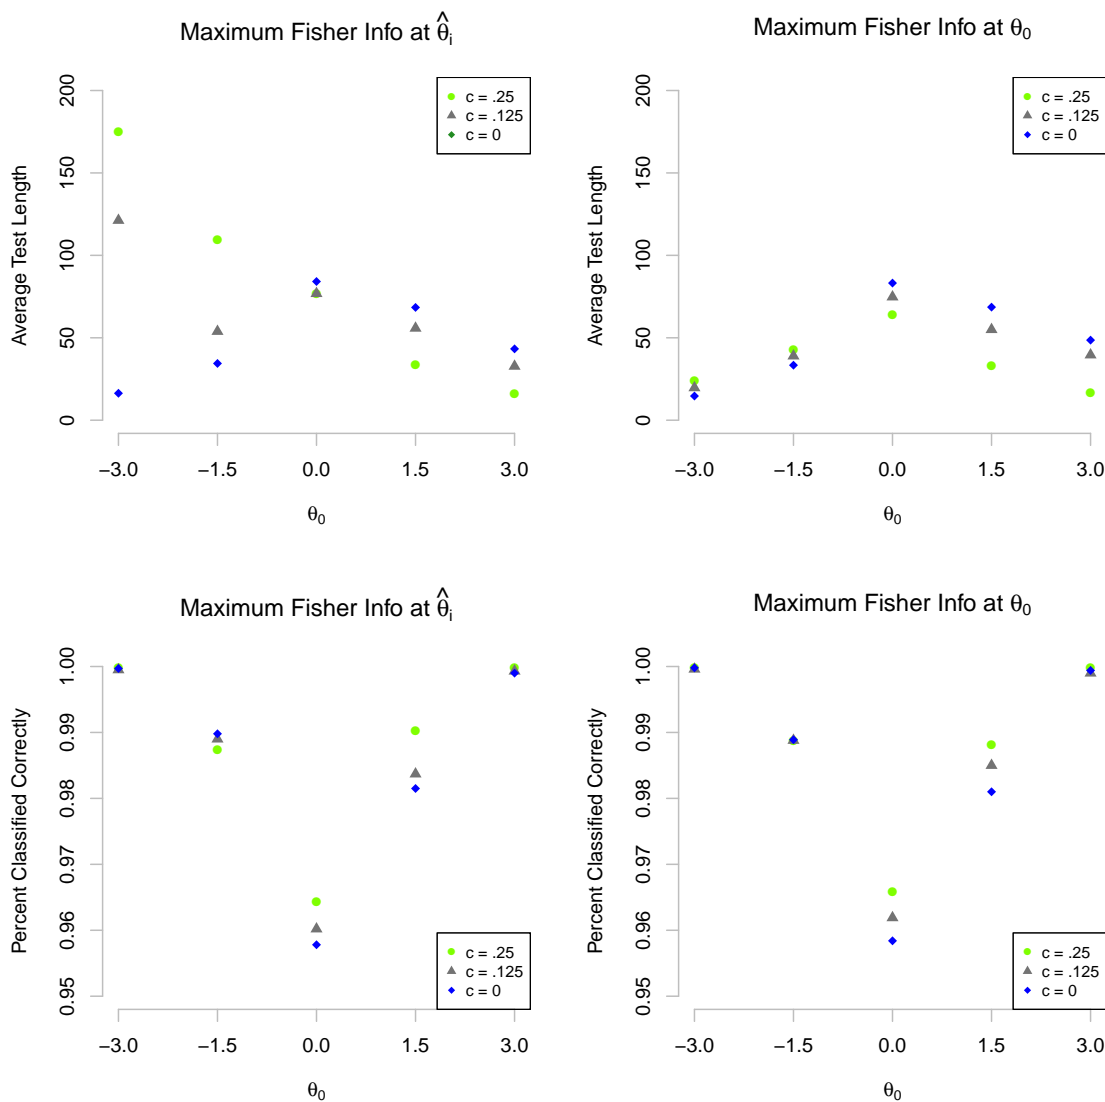 Maximum Fisher Info at θ̂i
Average Test Length
200
150
100
50
0
c = .25
c = .125
c = 0
−3.0 −1.5 0.0 1.5 3.0
θ0
Maximum Fisher Info at θ0
Average Test Length
200
150
100
50
0
c = .25
c = .125
c = 0
−3.0 −1.5 0.0 1.5 3.0
θ0
Maximum Fisher Info at θ̂i
Percent Classified Correctly
1.00
0.99
0.98
0.97
0.96
0.95
c = .25
c = .125
c = 0
−3.0 −1.5 0.0 1.5 3.0
θ0
Maximum Fisher Info at θ0
Percent Classified Correctly
1.00
0.99
0.98
0.97
0.96
0.95
c = .25
c = .125
c = 0
−3.0 −1.5 0.0 1.5 3.0
θ0